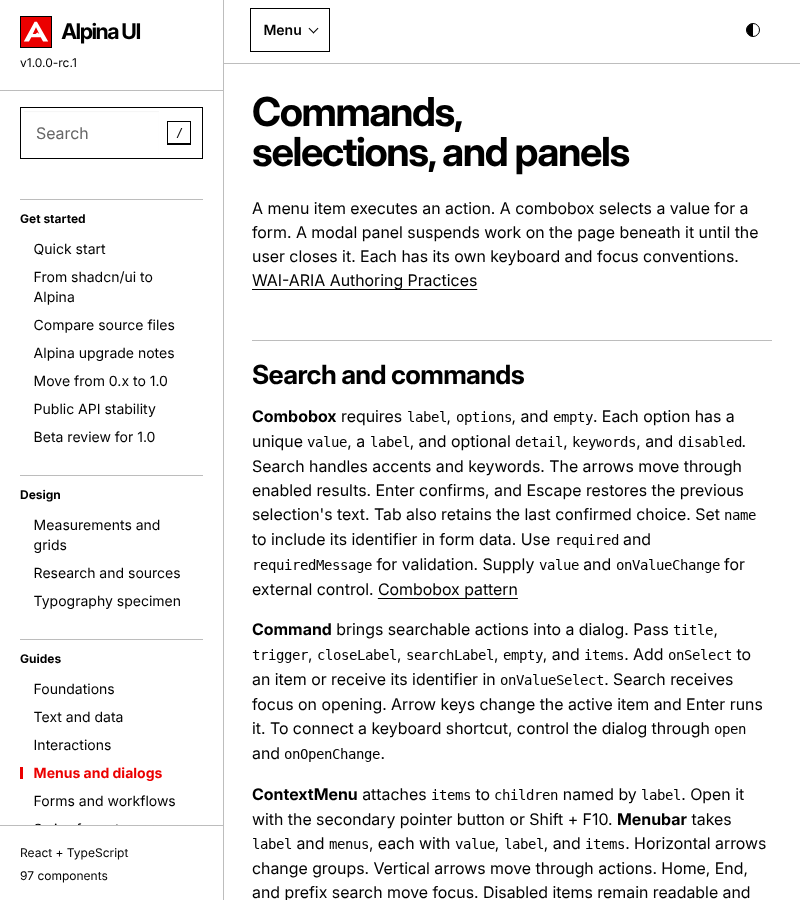 Alpina UI
v1.0.0-rc.1
Search /
Get started
Quick start
From shadcn/ui to
Alpina
Compare source files
Alpina upgrade notes
Move from 0.x to 1.0
Public API stability
Beta review for 1.0
Design
Measurements and
grids
Research and sources
Typography specimen
Guides
Foundations
Text and data
Interactions
Menus and dialogs
Forms and workflows
React + TypeScript
97 components
Menu
Commands,
selections, and panels
A menu item executes an action. A combobox selects a value for a
form. A modal panel suspends work on the page beneath it until the
user closes it. Each has its own keyboard and focus conventions.
WAI-ARIA Authoring Practices
Search and commands
Combobox requires label, options, and empty. Each option has a
unique value, a label, and optional detail, keywords, and disabled.
Search handles accents and keywords. The arrows move through
enabled results. Enter confirms, and Escape restores the previous
selection's text. Tab also retains the last confirmed choice. Set name
to include its identifier in form data. Use required and
requiredMessage for validation. Supply value and onValueChange for
external control. Combobox pattern
Command brings searchable actions into a dialog. Pass title,
trigger, closeLabel, searchLabel, empty, and items. Add onSelect to
an item or receive its identifier in onValueSelect. Search receives
focus on opening. Arrow keys change the active item and Enter runs
it. To connect a keyboard shortcut, control the dialog through open
and onOpenChange.
ContextMenu attaches items to children named by label. Open it
with the secondary pointer button or Shift + F10. Menubar takes
label and menus, each with value, label, and items. Horizontal arrows
change groups. Vertical arrows move through actions. Home, End,
and prefix search move focus. Disabled items remain readable and